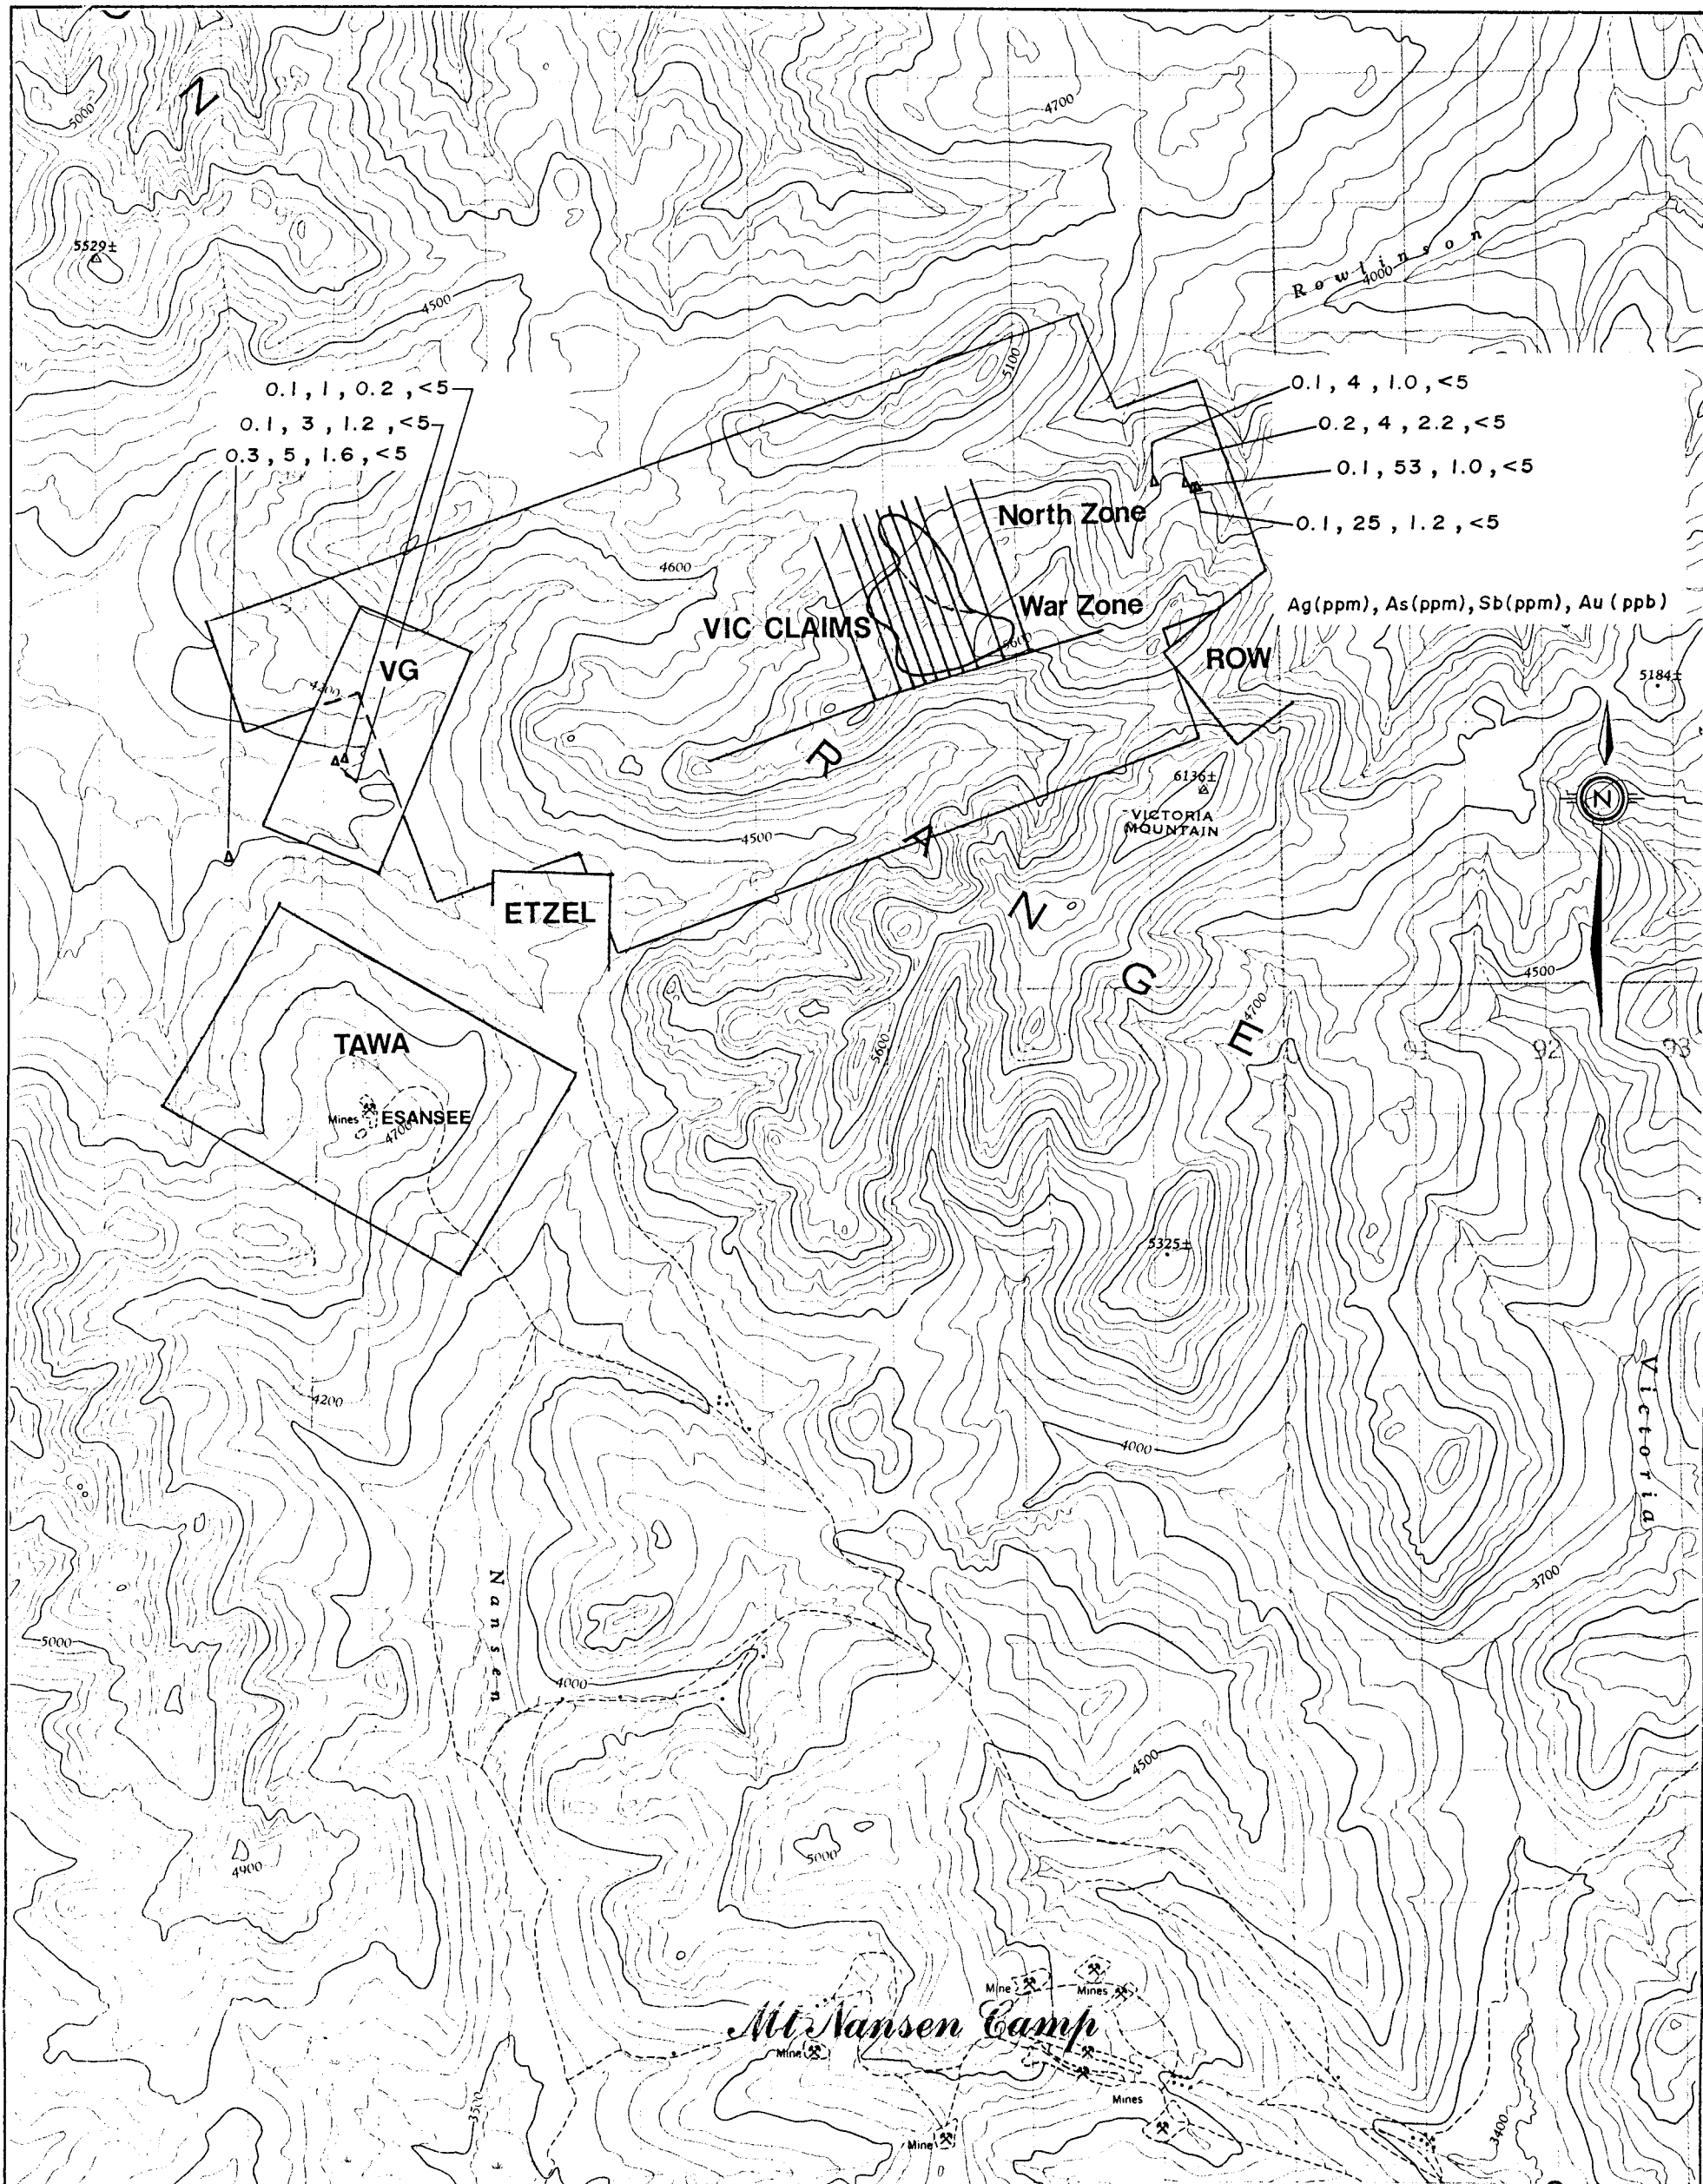 Z
5000
4700
5529±
Rowlinson
4000
4500
5100
0.1, 1, 0.2, <5
0.1, 3, 1.2, <5
0.3, 5, 1.6, <5
0.1, 4, 1.0, <5
0.2, 4, 2.2, <5
0.1, 53, 1.0, <5
0.1, 25, 1.2, <5
North Zone
4600
War Zone
Ag(ppm), As(ppm), Sb(ppm), Au (ppb)
VIC CLAIMS
VG
ROW
5184±
R
6136±
VICTORIA
MOUNTAIN
N
4500
A
ETZEL
N
G
4500
4700
E
TAWA
5600
91
92
93
Mines
ESANSEE
4700
5325±
4200
4000
Victoria
Nansen
3700
5000
4000
4500
4900
5000
Mine
Mines
Mt Nansen Camp
Mine
Mines
Mine
3400